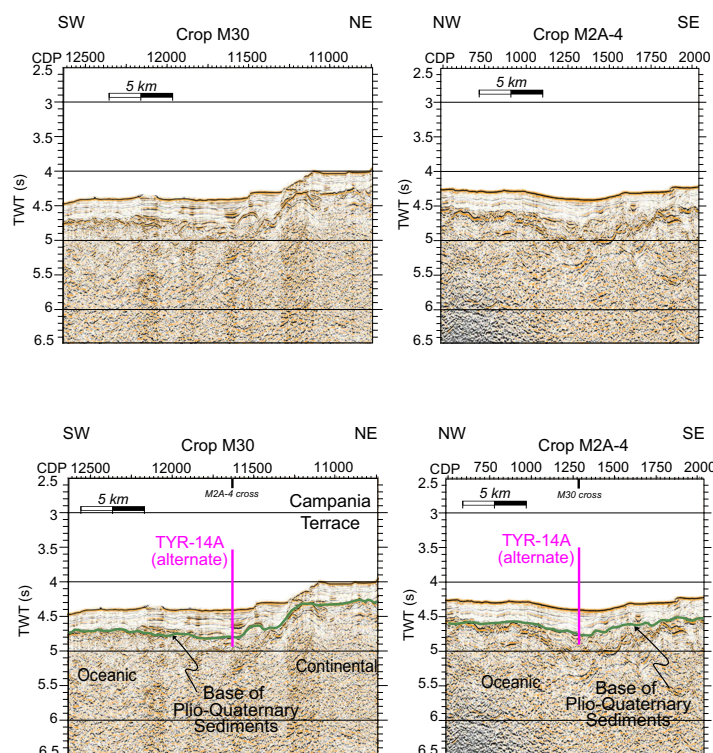 SW NE
Crop M30
CDP 12500 12000 11500 11000
2.5
5 km
3
3.5
4
4.5
5
5.5
6
6.5
TWT (s)
NW SE
Crop M2A-4
CDP 750 1000 1250 1500 1750 2000
2.5
5 km
3
3.5
4
4.5
5
5.5
6
6.5
TWT (s)
SW NE
Crop M30
CDP 12500 12000 11500 11000
2.5
5 km
M2A-4 cross
Campania
Terrace
3
3.5
TYR-14A
(alternate)
4
4.5
5
Oceanic
Continental
5.5
Base of
Plio-Quaternary
Sediments
6
6.5
TWT (s)
NW SE
Crop M2A-4
CDP 750 1000 1250 1500 1750 2000
2.5
5 km
M30 cross
3
3.5
TYR-14A
(alternate)
4
4.5
5
Oceanic
5.5
Base of
Plio-Quaternary
Sediments
6
6.5
TWT (s)